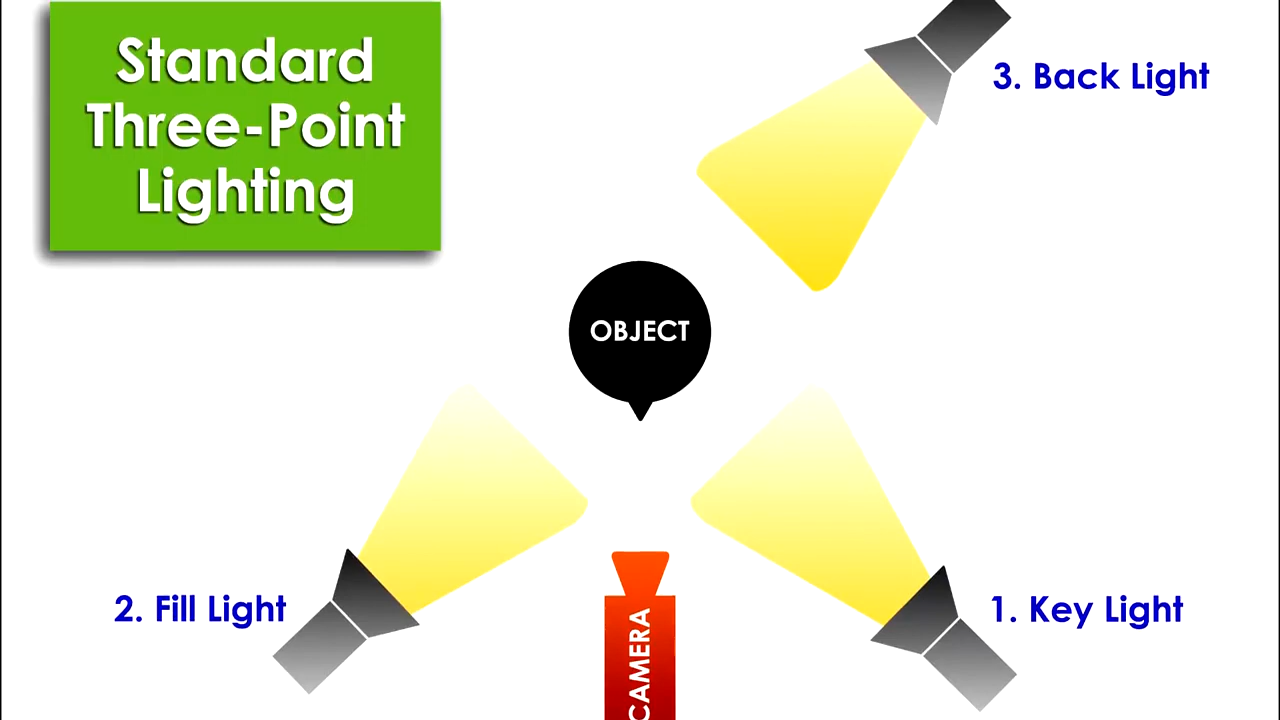 Standard
Three-Point
Lighting
3. Back Light
OBJECT
2. Fill Light
1. Key Light
CAMERA